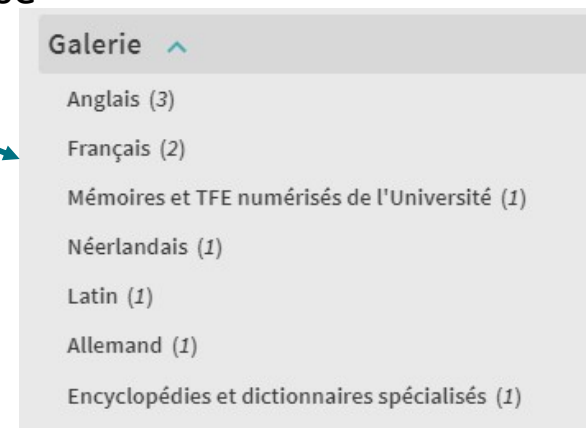 Galerie
Anglais (3)
Français (2)
Mémoires et TFE numérisés de l'Université (1)
Néerlandais (1)
Latin (1)
Allemand (1)
Encyclopédies et dictionnaires spécialisés (1)